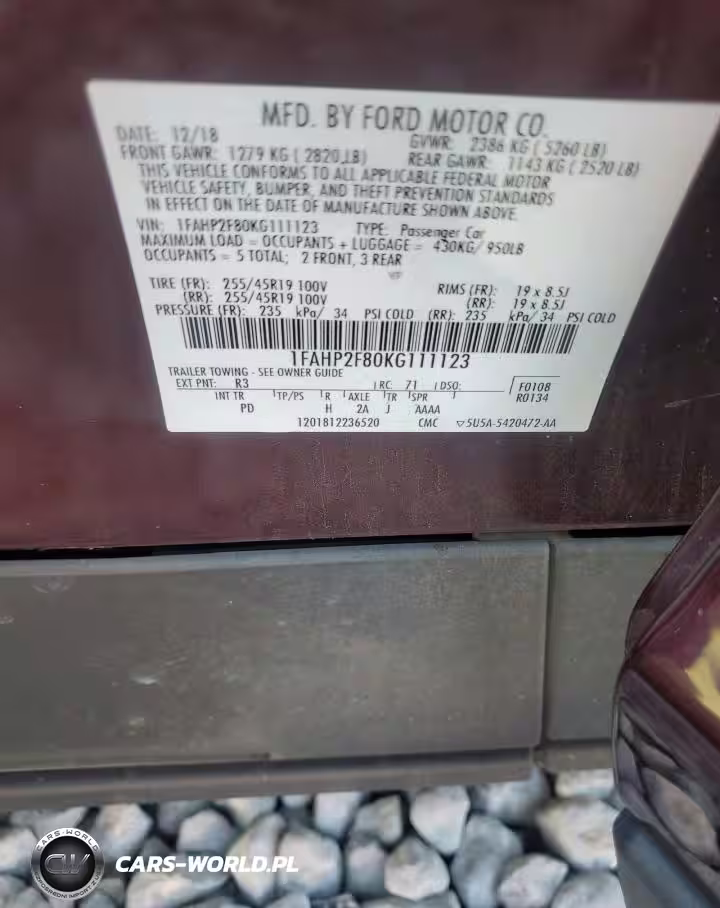 MFD. BY FORD MOTOR CO.
DATE: 12/18 GVWR: 2386 KG ( 5260 LB)
FRONT GAWR: 1279 KG ( 2820 LB) REAR GAWR: 1143 KG ( 2520 LB)
THIS VEHICLE CONFORMS TO ALL APPLICABLE FEDERAL MOTOR
VEHICLE SAFETY, BUMPER, AND THEFT PREVENTION STANDARDS
IN EFFECT ON THE DATE OF MANUFACTURE SHOWN ABOVE.
VIN: 1FAHP2F80KG111123 TYPE: Passenger Car
MAXIMUM LOAD = OCCUPANTS + LUGGAGE = 430KG/ 950LB
OCCUPANTS = 5 TOTAL; 2 FRONT, 3 REAR
TIRE (FR): 255/45R19 100V RIMS (FR): 19 x 8.5J
(RR): 255/45R19 100V (RR): 19 x 8.5J
PRESSURE (FR): 235 kPa/ 34 PSI COLD (RR): 235 kPa/ 34 PSI COLD
1FAHP2F80KG111123
TRAILER TOWING - SEE OWNER GUIDE
EXT PNT: R3 RC: 71 DSO: F0108
INT TR TP/PS R AXLE TR SPR R0134
PD H 2A J AAAA
1201812236520 CMC ▽5U5A-5420472-AA
CARS-WORLD
CW
CARS-WORLD.PL